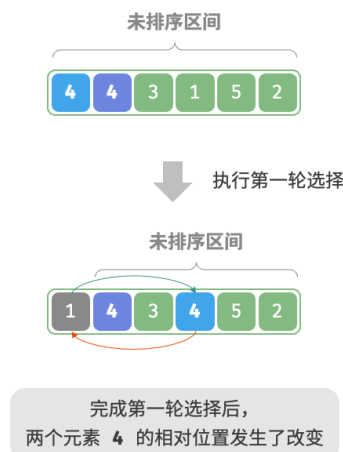 未排序区间
4 4 3 1 5 2
执行第一轮选择
未排序区间
1 4 3 4 5 2
完成第一轮选择后，
两个元素 4 的相对位置发生了改变